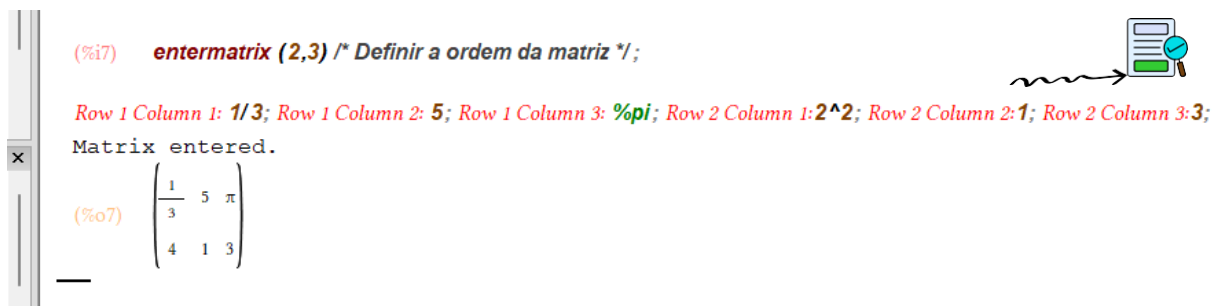 (%i7) entermatrix (2,3) /* Definir a ordem da matriz */;
Row 1 Column 1: 1/3; Row 1 Column 2: 5; Row 1 Column 3: %pi; Row 2 Column 1:2^2; Row 2 Column 2:1; Row 2 Column 3:3;
Matrix entered.
(%o7) ( 1/3 5 π
4 1 3 )